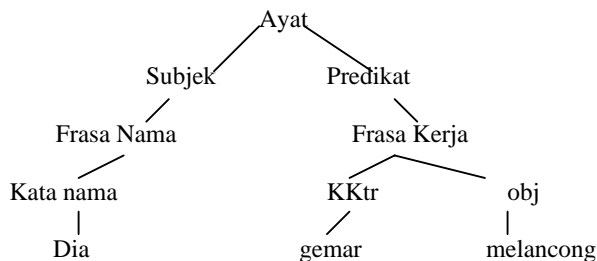 Ayat
Subjek Predikat
Frasa Nama Frasa Kerja
Kata nama KKtr obj
Dia gemar melancong